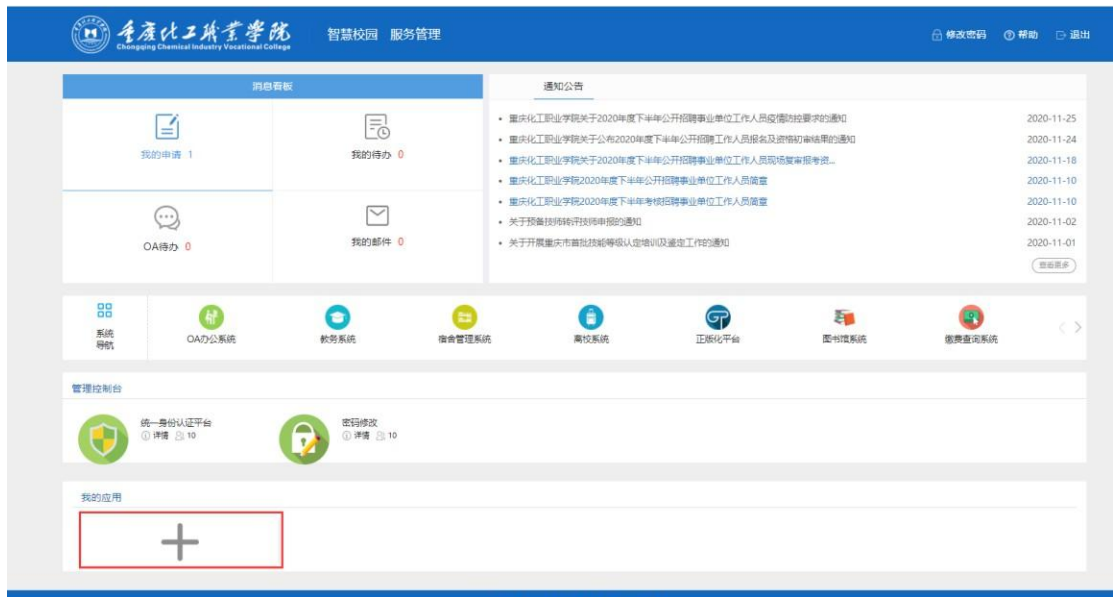 重庆化工职业学院
Chongqing Chemical Industry Vocational College
智慧校园 服务管理
修改密码 帮助 退出
消息看板
我的申请 1
我的待办 0
OA待办 0
我的邮件 0
通知公告
重庆化工职业学院关于2020年度下半年公开招聘事业单位工作人员疫情防控要求的通知 2020-11-25
重庆化工职业学院关于公布2020年度下半年公开招聘工作人员报名及资格初审结果的通知 2020-11-24
重庆化工职业学院关于2020年度下半年公开招聘事业单位工作人员现场复审报考资... 2020-11-18
重庆化工职业学院2020年度下半年公开招聘事业单位工作人员简章 2020-11-10
重庆化工职业学院2020年度下半年考核招聘事业单位工作人员简章 2020-11-10
关于预备技师转评技师申报的通知 2020-11-02
关于开展重庆市首批技能等级认定培训及鉴定工作的通知 2020-11-01
查看更多
系统
导航
OA办公系统
教务系统
宿舍管理系统
离校系统
正版化平台
图书馆系统
缴费查询系统
管理控制台
统一身份认证平台
详情 10
密码修改
详情 10
我的应用